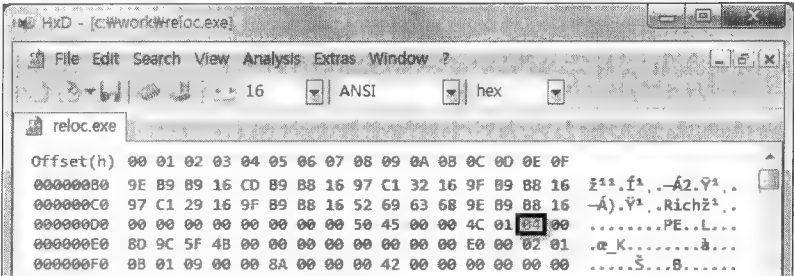 HxD - [c:₩work₩reloc.exe]
File Edit Search View Analysis Extras Window ?
16 ANSI hex
reloc.exe
Offset(h) 00 01 02 03 04 05 06 07 08 09 0A 0B 0C 0D 0E 0F
000000B0 9E B9 B9 16 CD B9 B8 16 97 C1 32 16 9F B9 B8 16 ž¹¹.͹¸.—Á2.Ÿ¹¸.
000000C0 97 C1 29 16 9F B9 B8 16 52 69 63 68 9E B9 B8 16 —Á).Ÿ¹¸.Richž¹¸.
000000D0 00 00 00 00 00 00 00 00 50 45 00 00 4C 01 04 00 ........PE..L...
000000E0 8D 9C 5F 4B 00 00 00 00 00 00 00 00 E0 00 02 01 .œ_K........à...
000000F0 0B 01 09 00 00 8A 00 00 00 42 00 00 00 00 00 00 .....Š...B......